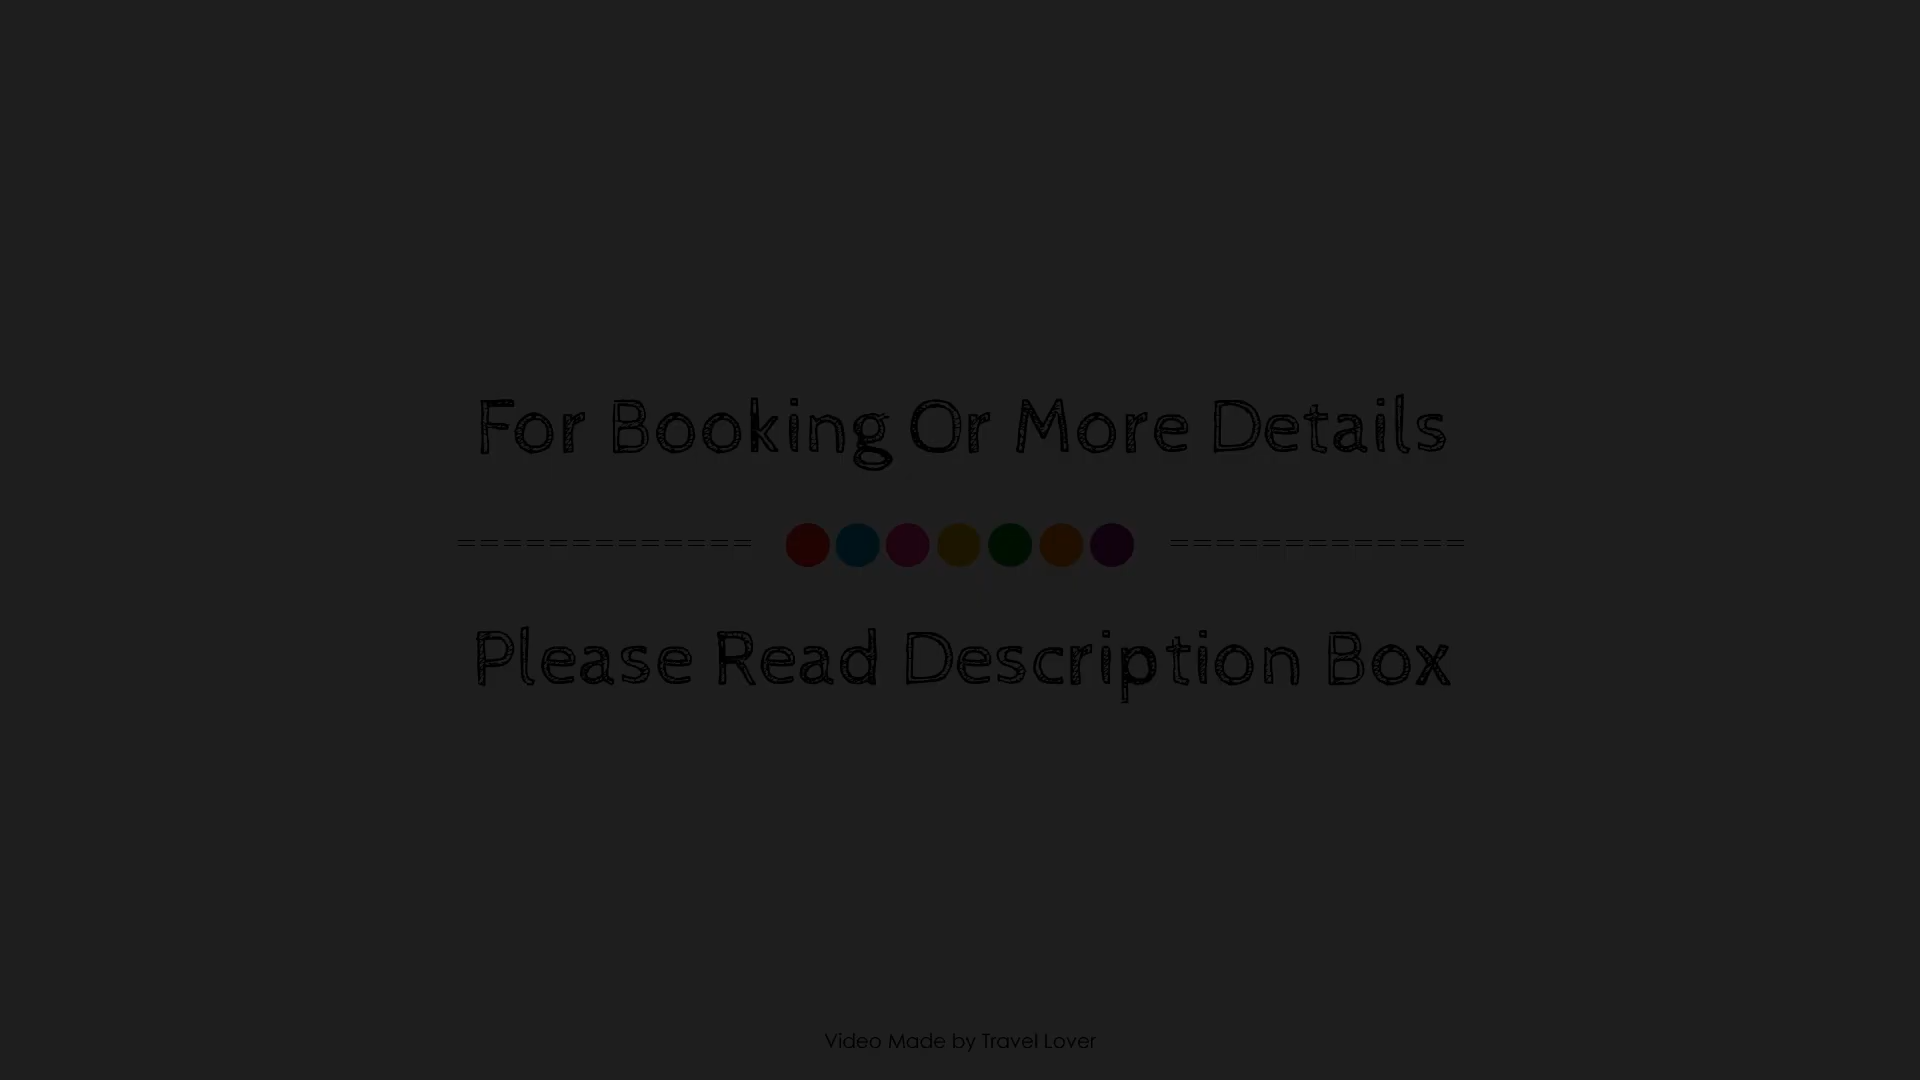 For Booking Or More Details
============= =============
Please Read Description Box
Video Made by Travel Lover